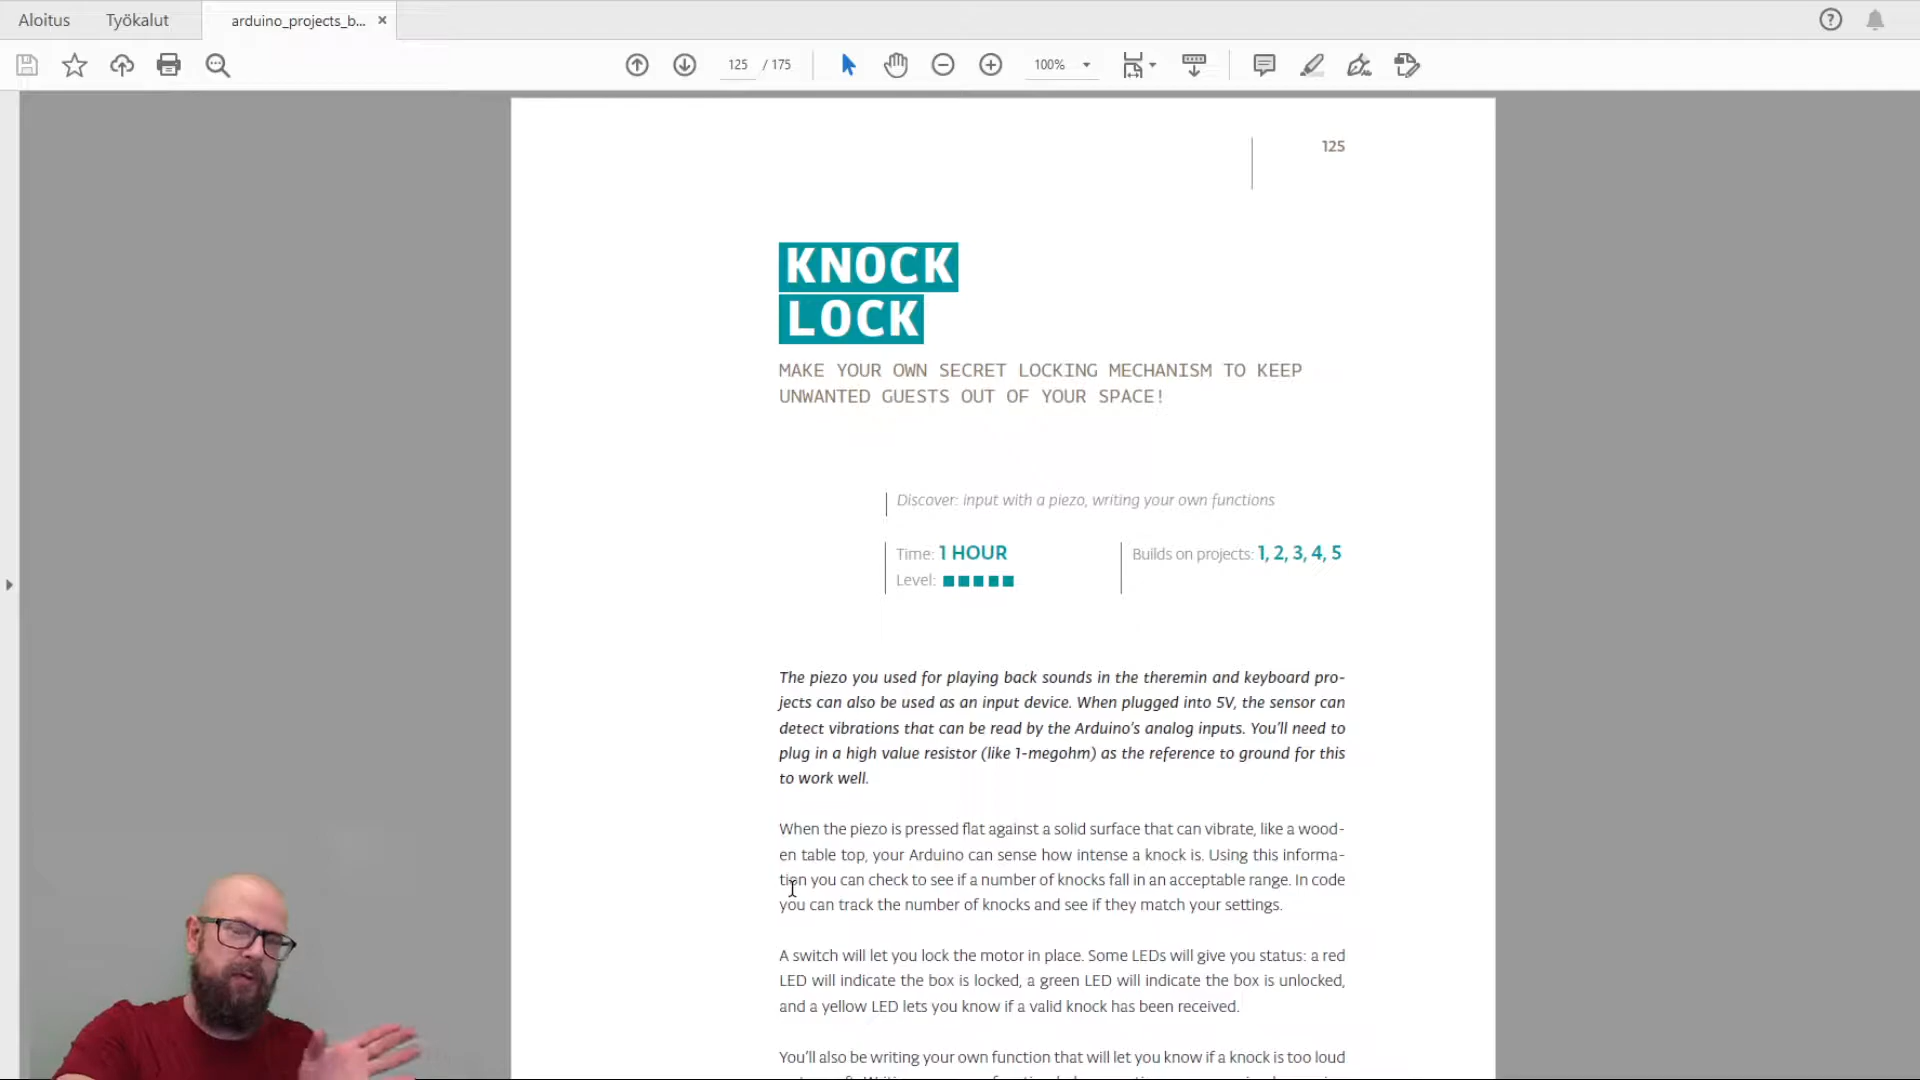 Aloitus Työkalut arduino_projects_b... ×
125 / 175 100% ?
125
KNOCK
LOCK
MAKE YOUR OWN SECRET LOCKING MECHANISM TO KEEP
UNWANTED GUESTS OUT OF YOUR SPACE!
Discover: input with a piezo, writing your own functions
Time: 1 HOUR Builds on projects: 1, 2, 3, 4, 5
Level:
The piezo you used for playing back sounds in the theremin and keyboard pro-
jects can also be used as an input device. When plugged into 5V, the sensor can
detect vibrations that can be read by the Arduino's analog inputs. You'll need to
plug in a high value resistor (like 1-megohm) as the reference to ground for this
to work well.
When the piezo is pressed flat against a solid surface that can vibrate, like a wood-
en table top, your Arduino can sense how intense a knock is. Using this informa-
tion you can check to see if a number of knocks fall in an acceptable range. In code
you can track the number of knocks and see if they match your settings.
A switch will let you lock the motor in place. Some LEDs will give you status: a red
LED will indicate the box is locked, a green LED will indicate the box is unlocked,
and a yellow LED lets you know if a valid knock has been received.
You'll also be writing your own function that will let you know if a knock is too loud